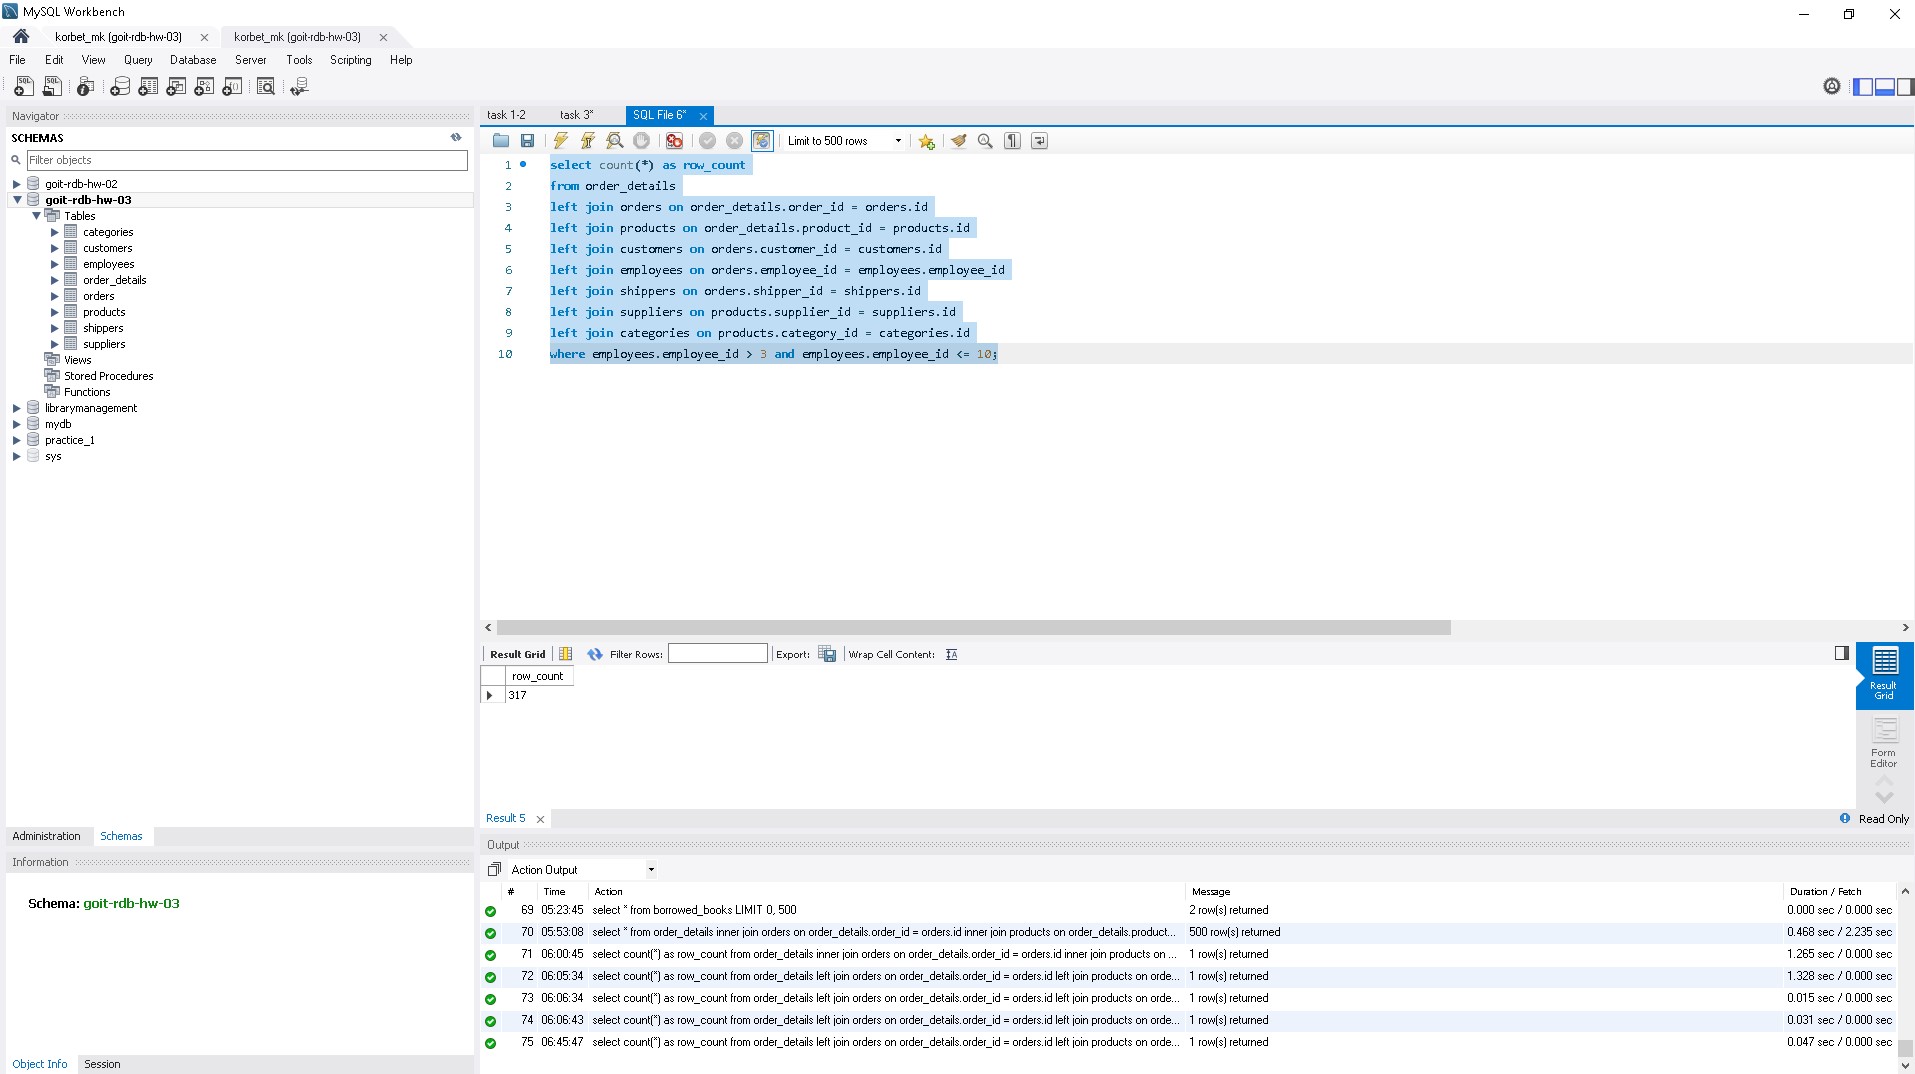 MySQL Workbench
korbet_mk (goit-rdb-hw-03)
korbet_mk (goit-rdb-hw-03)
File Edit View Query Database Server Tools Scripting Help
Navigator
SCHEMAS
Filter objects
goit-rdb-hw-02
goit-rdb-hw-03
Tables
categories
customers
employees
order_details
orders
products
shippers
suppliers
Views
Stored Procedures
Functions
librarymanagement
mydb
practice_1
sys
Administration Schemas
Information
Schema: goit-rdb-hw-03
Object Info Session
task 1-2 task 3* SQL File 6*
Limit to 500 rows
1 select count(*) as row_count
2 from order_details
3 left join orders on order_details.order_id = orders.id
4 left join products on order_details.product_id = products.id
5 left join customers on orders.customer_id = customers.id
6 left join employees on orders.employee_id = employees.employee_id
7 left join shippers on orders.shipper_id = shippers.id
8 left join suppliers on products.supplier_id = suppliers.id
9 left join categories on products.category_id = categories.id
10 where employees.employee_id > 3 and employees.employee_id <= 10;
Result Grid Filter Rows: Export: Wrap Cell Content:
row_count
317
Result Grid
Form Editor
Result 5
Read Only
Output
Action Output
# Time Action Message Duration / Fetch
69 05:23:45 select * from borrowed_books LIMIT 0, 500 2 row(s) returned 0.000 sec / 0.000 sec
70 05:53:08 select * from order_details inner join orders on order_details.order_id = orders.id inner join products on order_details.product... 500 row(s) returned 0.468 sec / 2.235 sec
71 06:00:45 select count(*) as row_count from order_details inner join orders on order_details.order_id = orders.id inner join products on ... 1 row(s) returned 1.265 sec / 0.000 sec
72 06:05:34 select count(*) as row_count from order_details left join orders on order_details.order_id = orders.id left join products on orde... 1 row(s) returned 1.328 sec / 0.000 sec
73 06:06:34 select count(*) as row_count from order_details left join orders on order_details.order_id = orders.id left join products on orde... 1 row(s) returned 0.015 sec / 0.000 sec
74 06:06:43 select count(*) as row_count from order_details left join orders on order_details.order_id = orders.id left join products on orde... 1 row(s) returned 0.031 sec / 0.000 sec
75 06:45:47 select count(*) as row_count from order_details left join orders on order_details.order_id = orders.id left join products on orde... 1 row(s) returned 0.047 sec / 0.000 sec